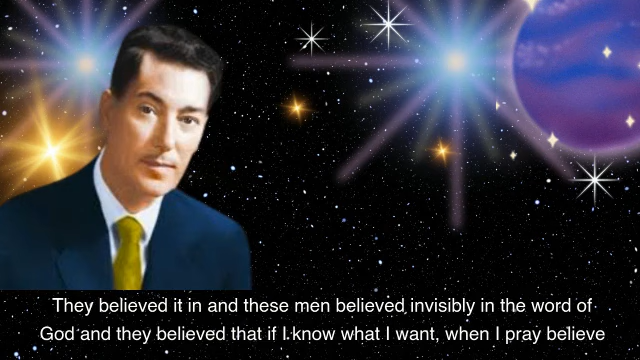 They believed it in and these men believed invisibly in the word of
God and they believed that if I know what I want, when I pray believe